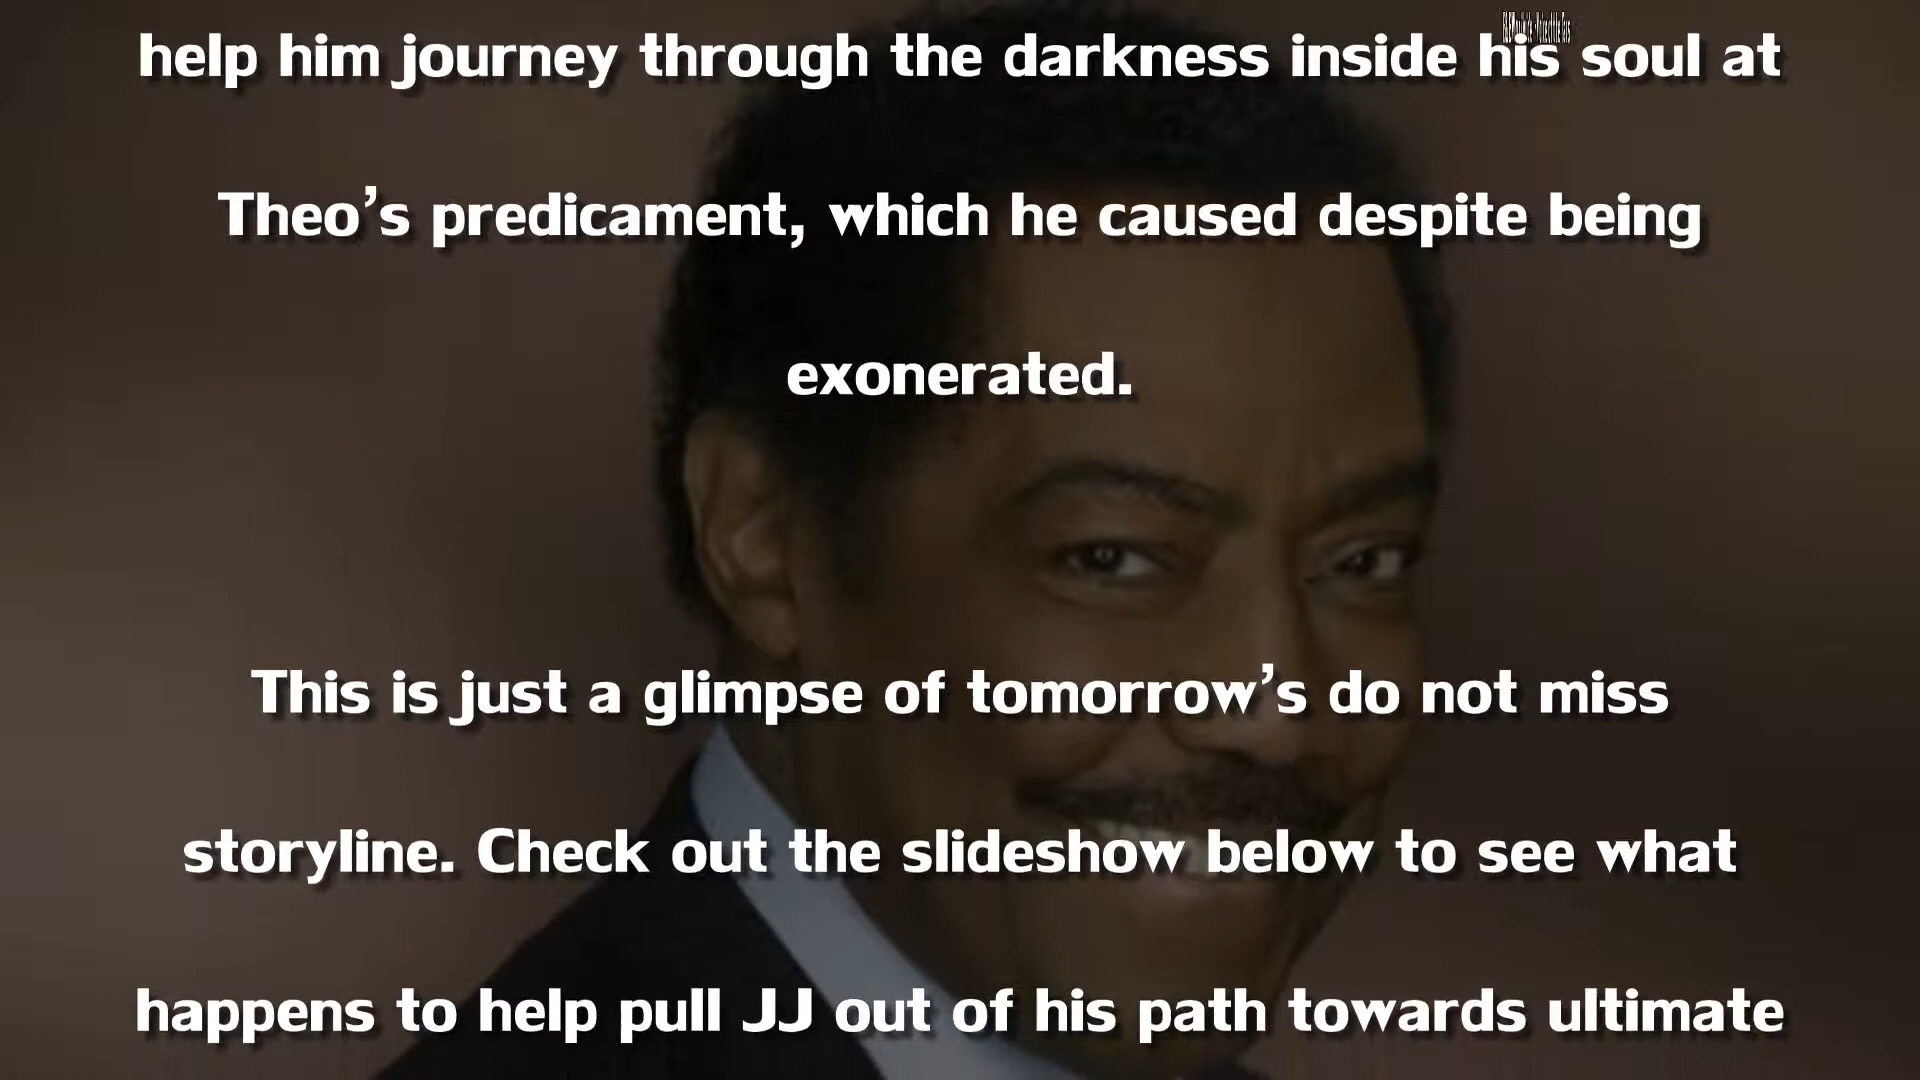 help him journey through the darkness inside his soul at
Theo’s predicament, which he caused despite being
exonerated.
This is just a glimpse of tomorrow’s do not miss
storyline. Check out the slideshow below to see what
happens to help pull JJ out of his path towards ultimate